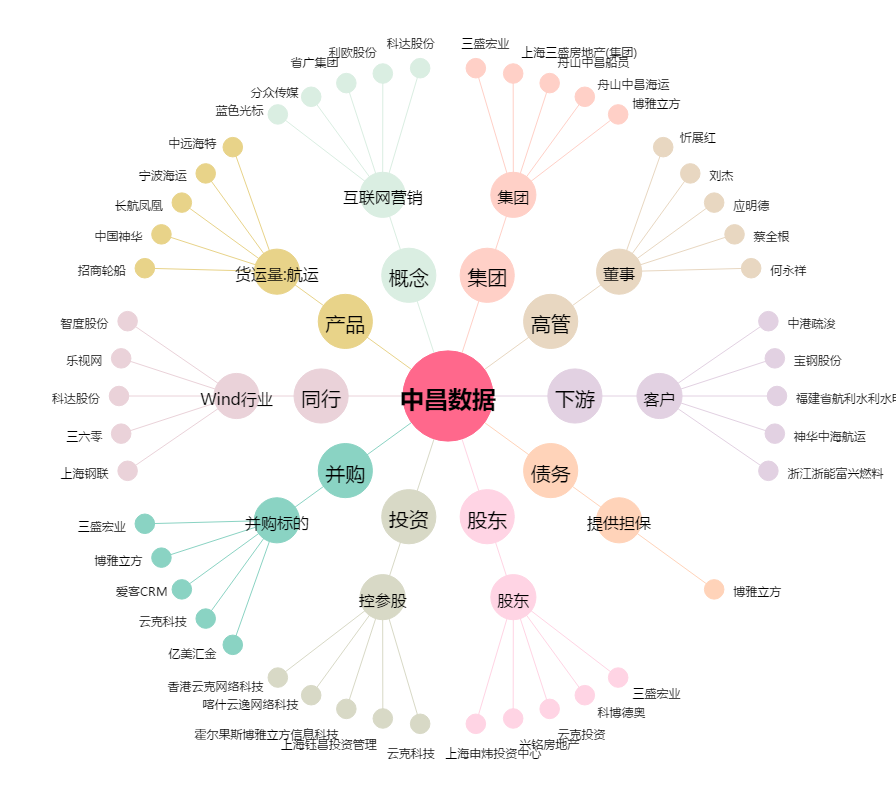 中昌数据
集团
集团
三盛宏业
上海三盛房地产(集团)
舟山中昌船员
舟山中昌海运
博雅立方
高管
董事
忻展红
刘杰
应明德
蔡全根
何永祥
下游
客户
中港疏浚
宝钢股份
福建省航利水利水电
神华中海航运
浙江浙能富兴燃料
债务
提供担保
博雅立方
股东
股东
三盛宏业
科博德奥
云克投资
兴铭房地产
上海申炜投资中心
投资
控参股
云克科技
上海钰昌投资管理
霍尔果斯博雅立方信息科技
喀什云逸网络科技
香港云克网络科技
并购
并购标的
亿美汇金
云克科技
爱客CRM
博雅立方
三盛宏业
同行
Wind行业
上海钢联
三六零
科达股份
乐视网
智度股份
产品
货运量:航运
招商轮船
中国神华
长航凤凰
宁波海运
中远海特
概念
互联网营销
蓝色光标
分众传媒
省广集团
利欧股份
科达股份